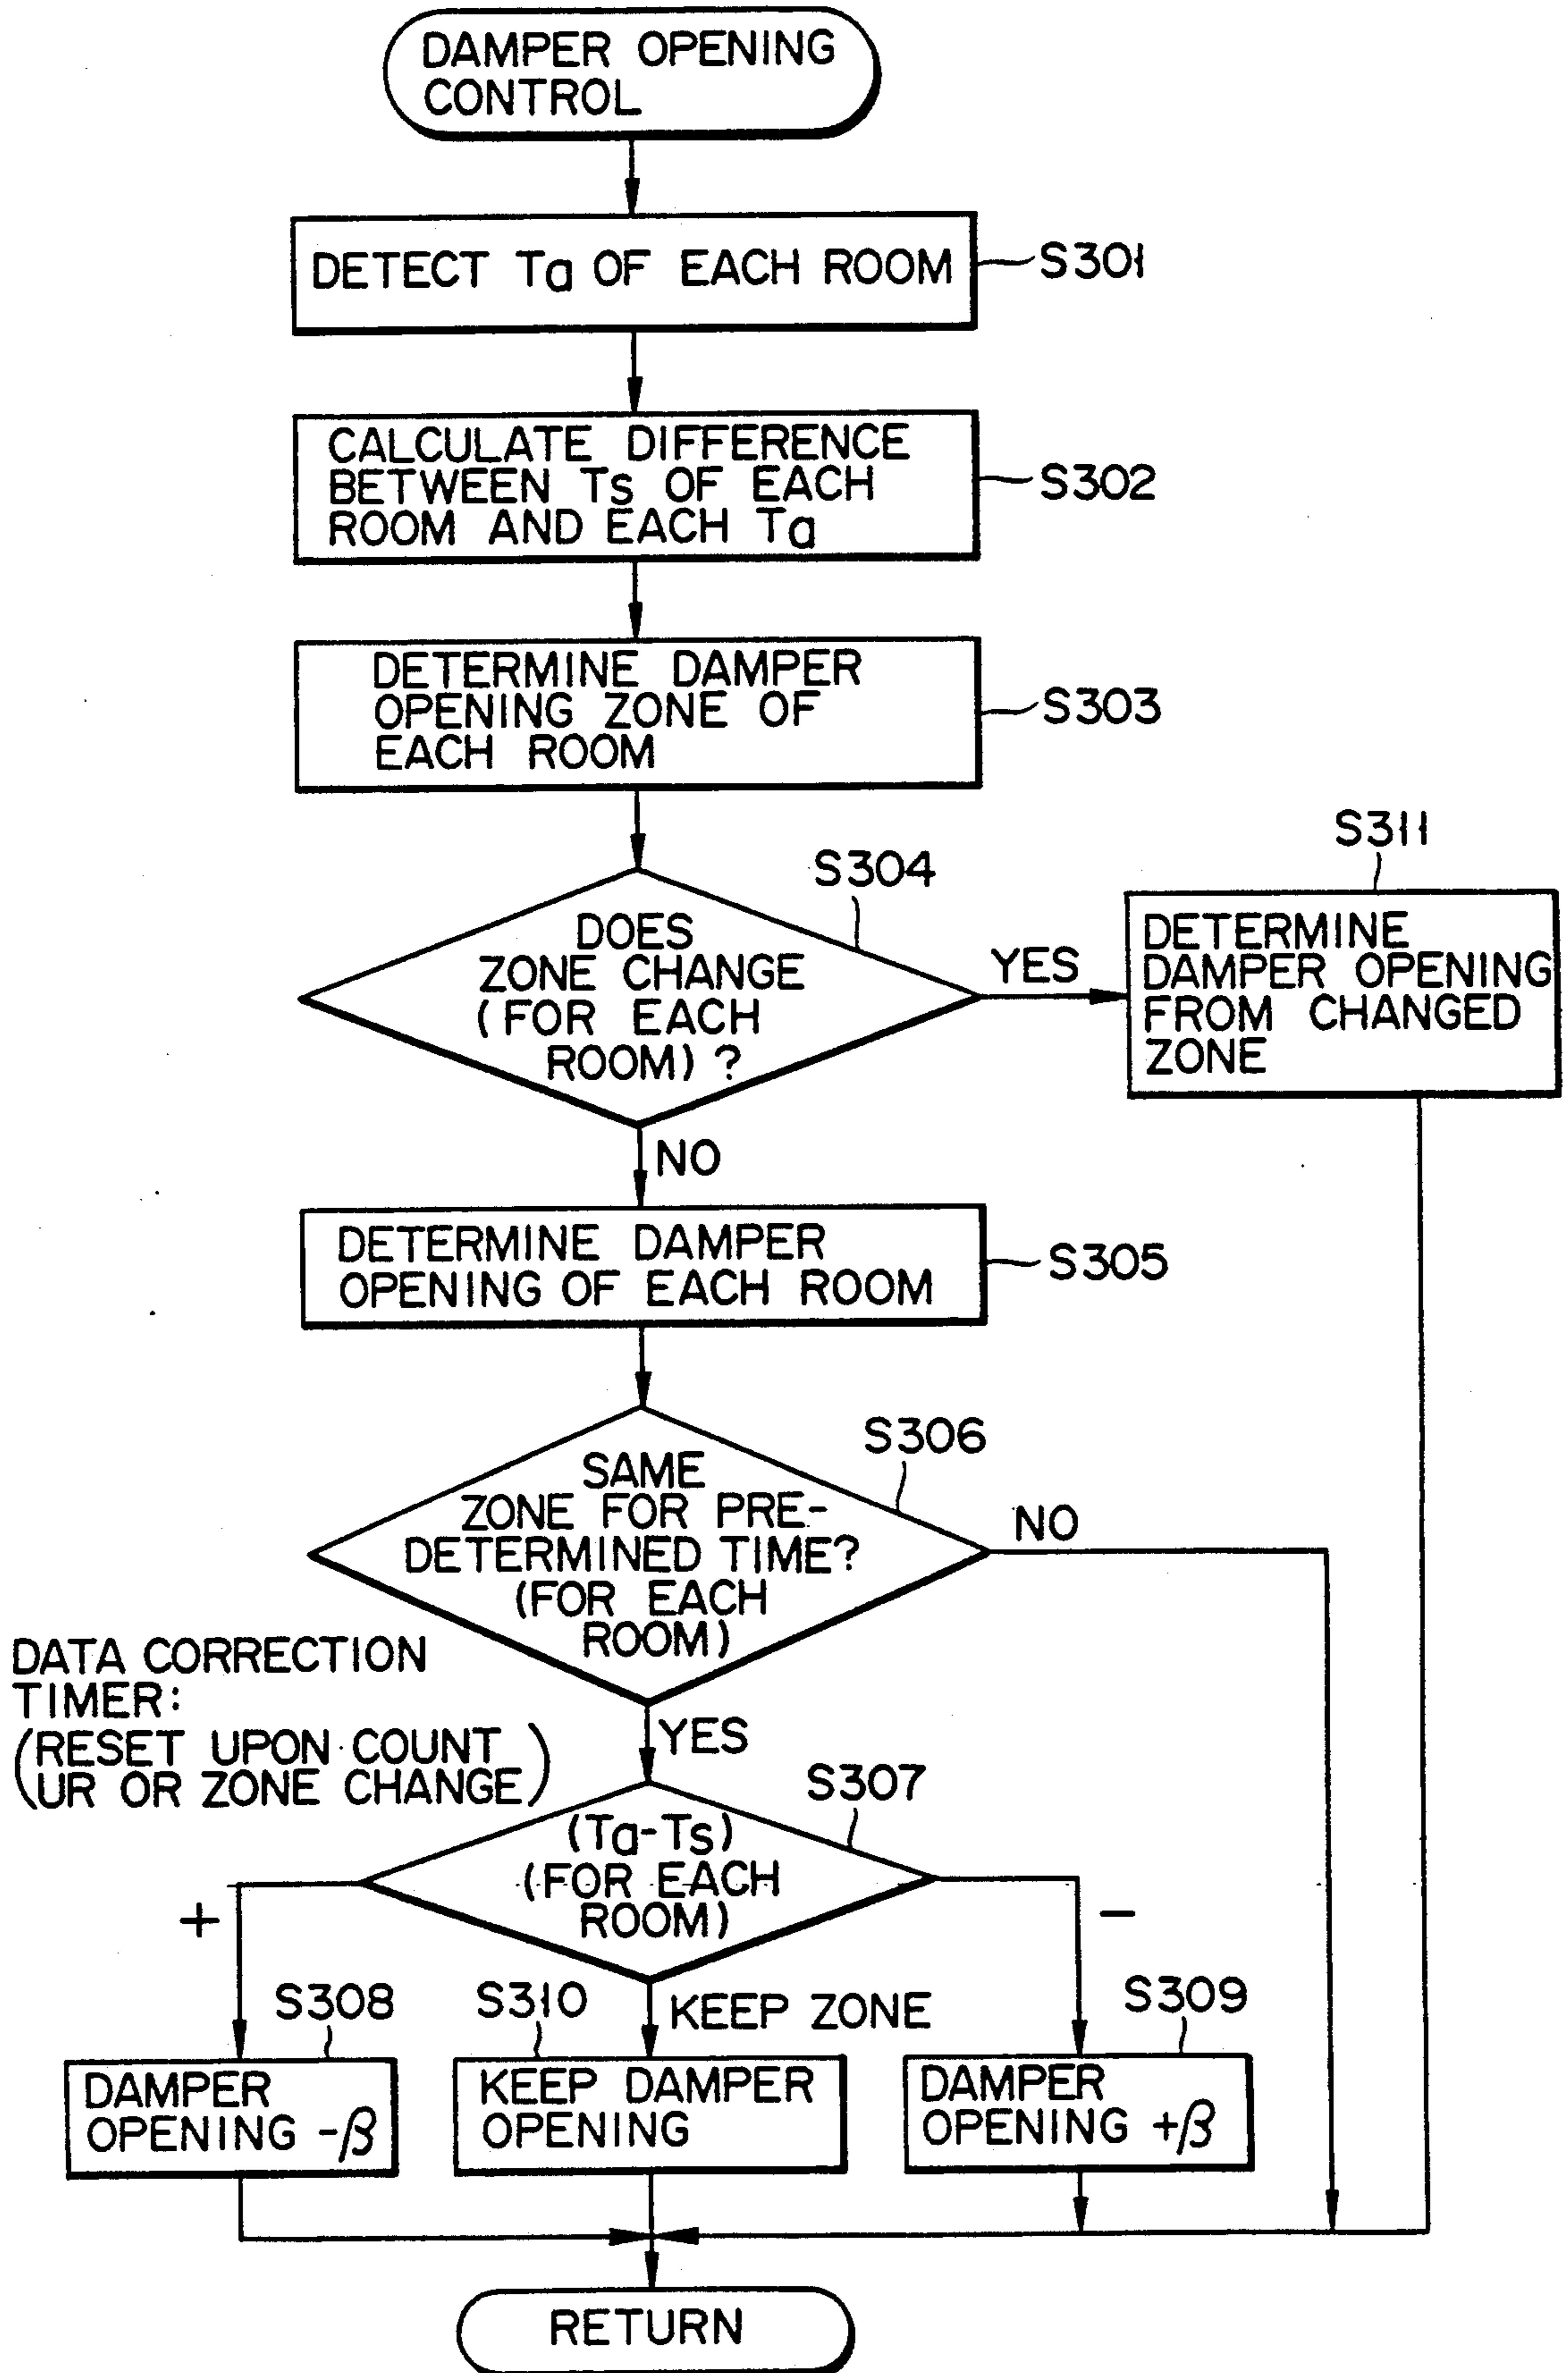 DAMPER OPENING
CONTROL
DETECT Ta OF EACH ROOM
S301
CALCULATE DIFFERENCE
BETWEEN Ts OF EACH
ROOM AND EACH Ta
S302
DETERMINE DAMPER
OPENING ZONE OF
EACH ROOM
S303
S304
DOES
ZONE CHANGE
(FOR EACH
ROOM) ?
YES
S311
DETERMINE
DAMPER OPENING
FROM CHANGED
ZONE
NO
DETERMINE DAMPER
OPENING OF EACH ROOM
S305
S306
SAME
ZONE FOR PRE-
DETERMINED TIME?
(FOR EACH
ROOM)
NO
DATA CORRECTION
TIMER:
(RESET UPON COUNT
UR OR ZONE CHANGE)
YES
S307
(Ta-Ts)
(FOR EACH
ROOM)
+
−
S308
S310
KEEP ZONE
S309
DAMPER
OPENING -β
KEEP DAMPER
OPENING
DAMPER
OPENING +β
RETURN